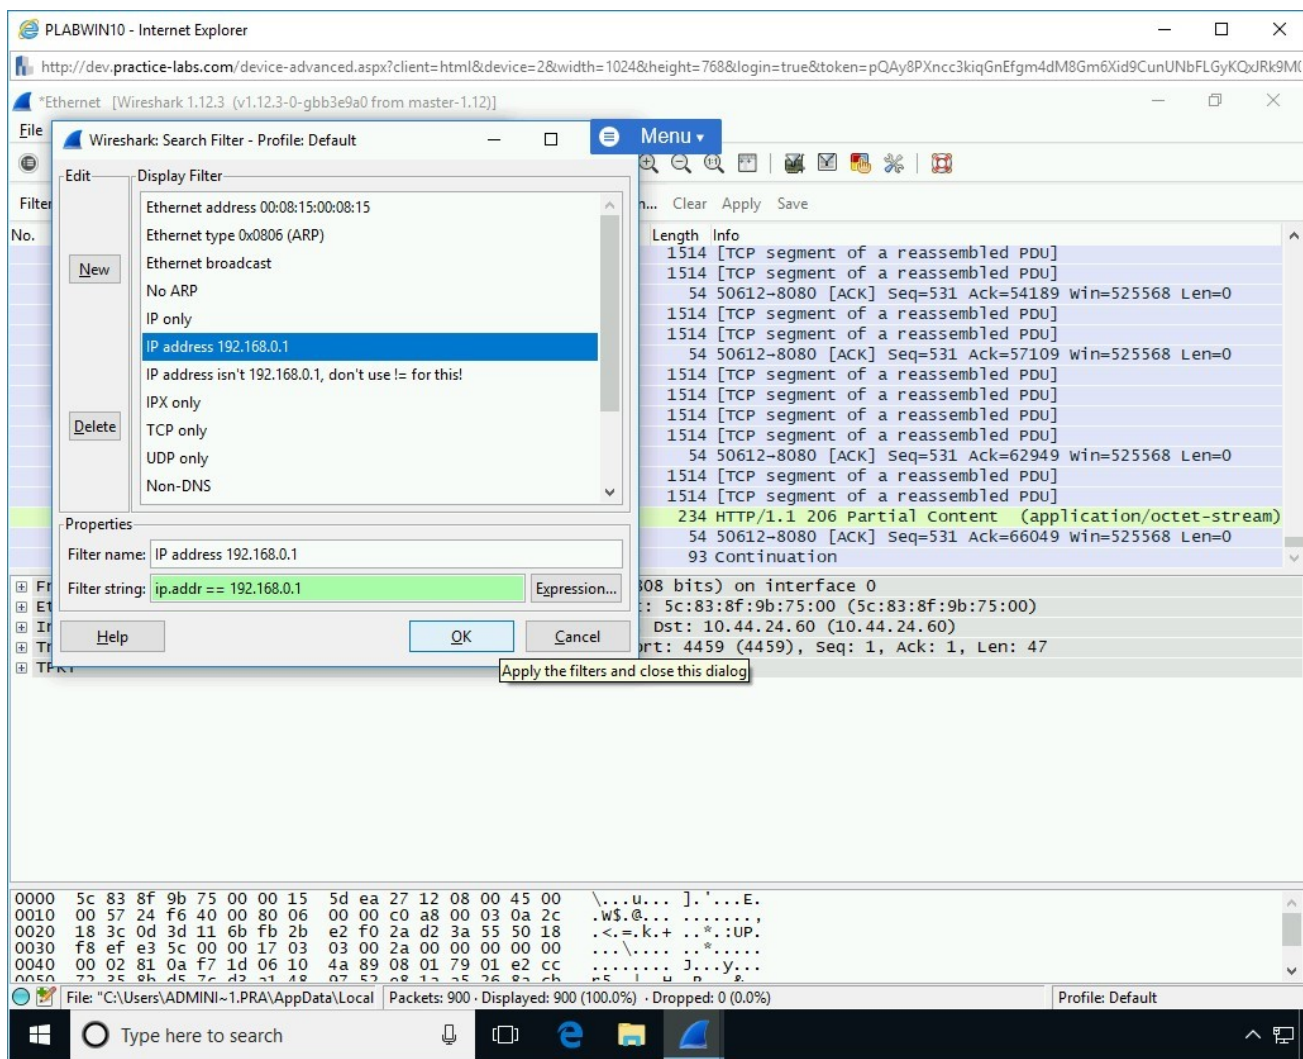 PLABWIN10 - Internet Explorer
http://dev.practice-labs.com/device-advanced.aspx?client=html&device=2&width=1024&height=768&login=true&token=pQAy8PXncc3kiqGnEfgm4dM8Gm6Xid9CunUNbFLGyKQxJRk9M(
*Ethernet [Wireshark 1.12.3 (v1.12.3-0-gbb3e9a0 from master-1.12)]
File
Wireshark: Search Filter - Profile: Default
Menu
Edit
Display Filter
Filter
Clear Apply Save
No.
Length Info
Ethernet address 00:08:15:00:08:15
Ethernet type 0x0806 (ARP)
Ethernet broadcast
No ARP
IP only
IP address 192.168.0.1
IP address isn't 192.168.0.1, don't use != for this!
IPX only
TCP only
UDP only
Non-DNS
New
Delete
Properties
Filter name: IP address 192.168.0.1
Filter string: ip.addr == 192.168.0.1 Expression...
Help OK Cancel
Apply the filters and close this dialog
1514 [TCP segment of a reassembled PDU]
1514 [TCP segment of a reassembled PDU]
54 50612→8080 [ACK] Seq=531 Ack=54189 Win=525568 Len=0
1514 [TCP segment of a reassembled PDU]
1514 [TCP segment of a reassembled PDU]
54 50612→8080 [ACK] Seq=531 Ack=57109 Win=525568 Len=0
1514 [TCP segment of a reassembled PDU]
1514 [TCP segment of a reassembled PDU]
1514 [TCP segment of a reassembled PDU]
1514 [TCP segment of a reassembled PDU]
54 50612→8080 [ACK] Seq=531 Ack=62949 Win=525568 Len=0
1514 [TCP segment of a reassembled PDU]
1514 [TCP segment of a reassembled PDU]
234 HTTP/1.1 206 Partial Content (application/octet-stream)
54 50612→8080 [ACK] Seq=531 Ack=66049 Win=525568 Len=0
93 Continuation
808 bits) on interface 0
: 5c:83:8f:9b:75:00 (5c:83:8f:9b:75:00)
Dst: 10.44.24.60 (10.44.24.60)
ort: 4459 (4459), Seq: 1, Ack: 1, Len: 47
TPKT
0000 5c 83 8f 9b 75 00 00 15 5d ea 27 12 08 00 45 00 \...u... ].'...E.
0010 00 57 24 f6 40 00 80 06 00 00 c0 a8 00 03 0a 2c .W$.@... .......,
0020 18 3c 0d 3d 11 6b fb 2b e2 f0 2a d2 3a 55 50 18 .<.=.k.+ ..*.:UP.
0030 f8 ef e3 5c 00 00 17 03 03 00 2a 00 00 00 00 00 ...\.... ..*.....
0040 00 02 81 0a f7 1d 06 10 4a 89 08 01 79 01 e2 cc ........ J...y...
File: "C:\Users\ADMINI~1.PRA\AppData\Local Packets: 900 · Displayed: 900 (100.0%) · Dropped: 0 (0.0%) Profile: Default
Type here to search